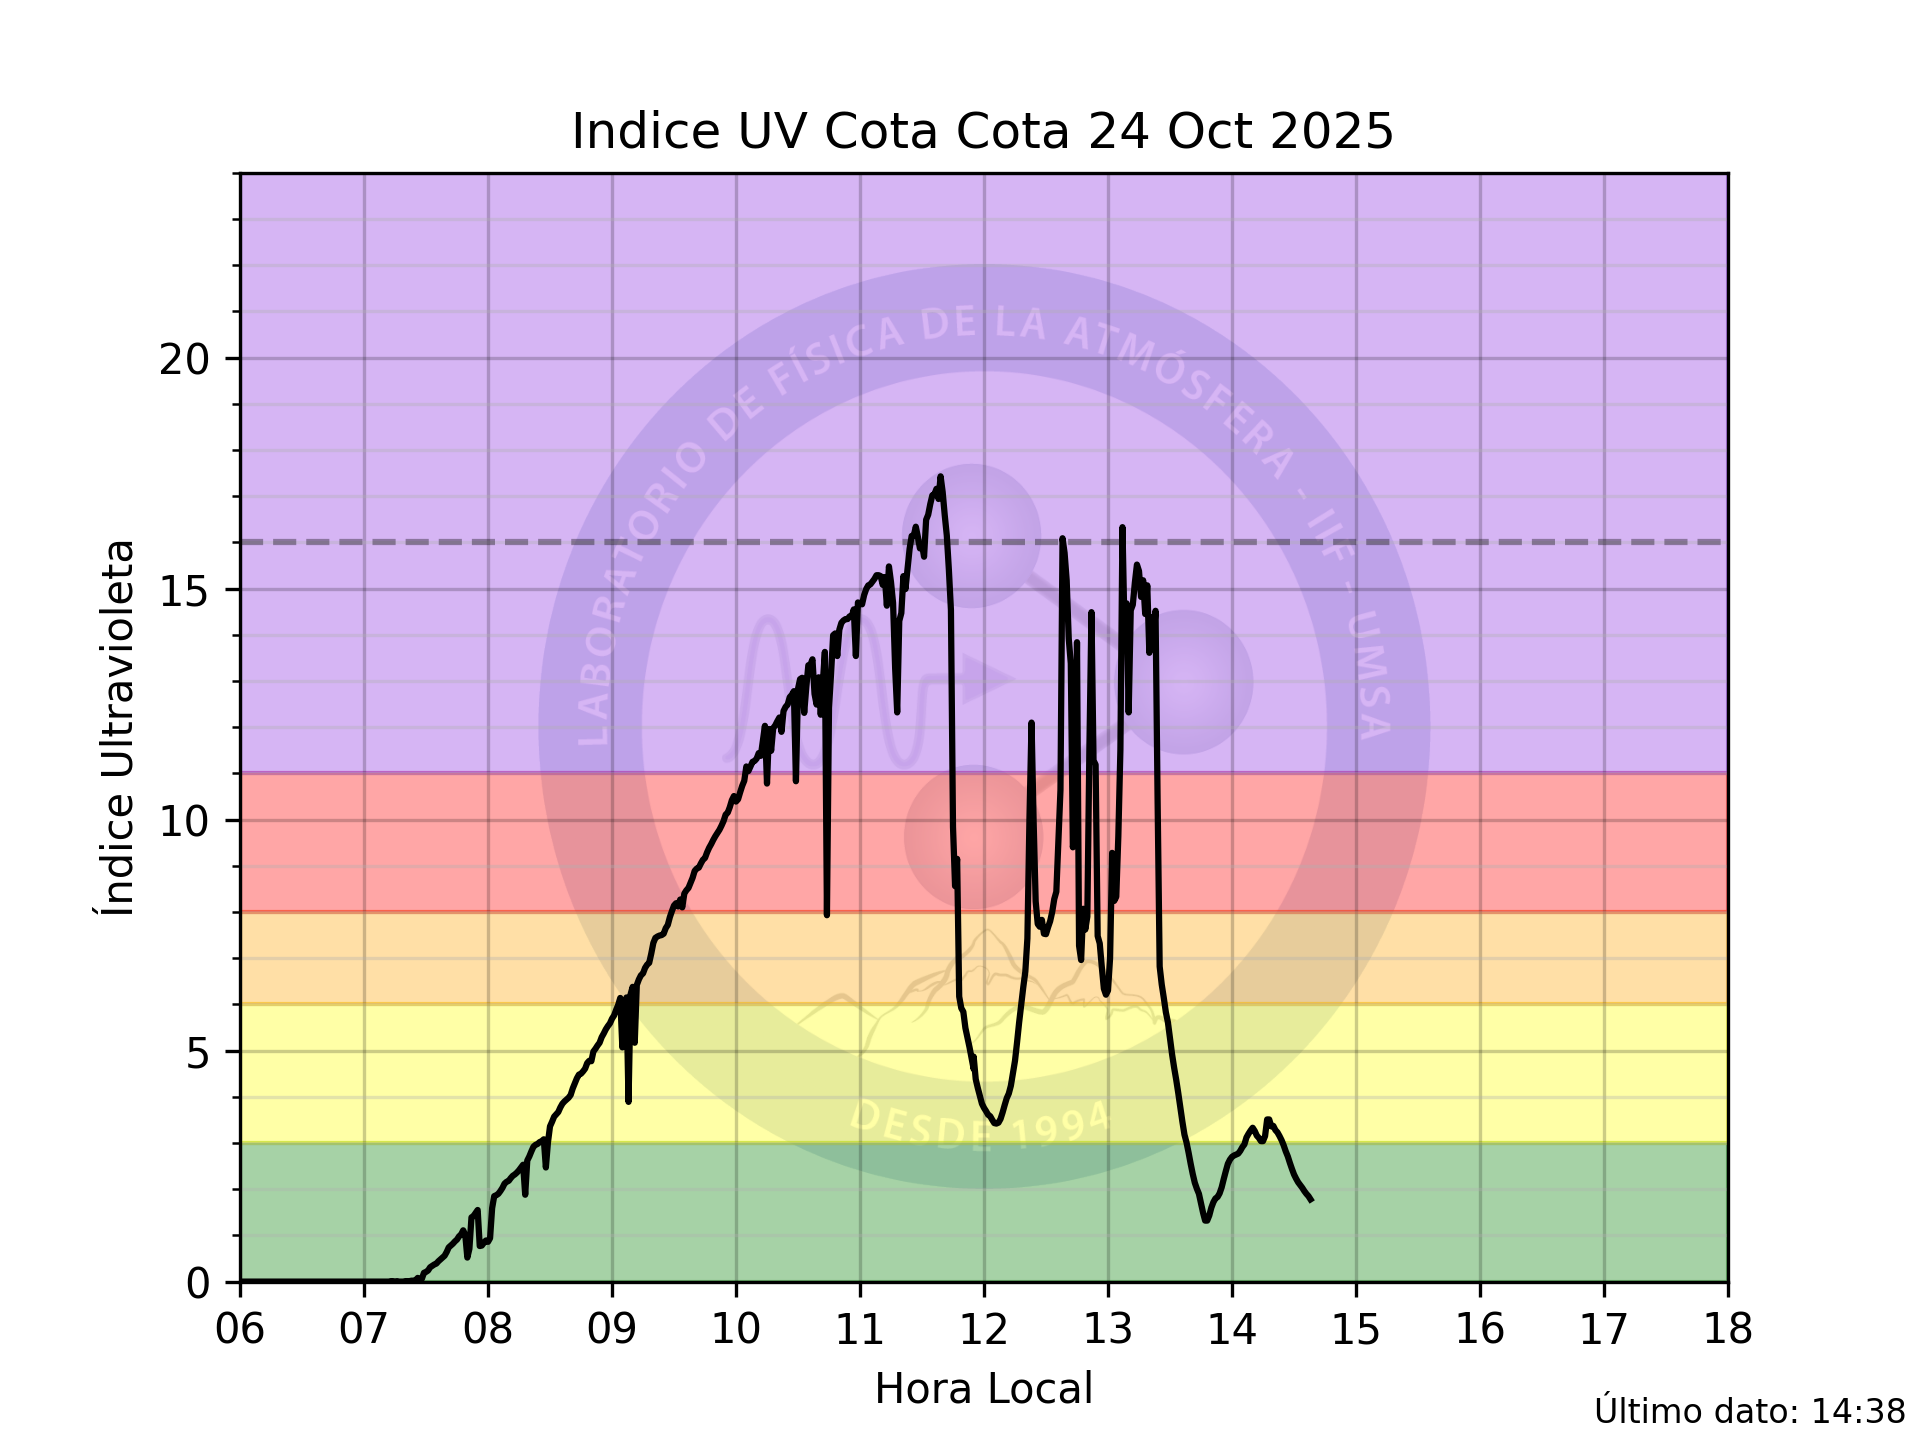 Indice UV Cota Cota 24 Oct 2025
LABORATORIO DE FÍSICA DE LA ATMÓSFERA - IIF - UMSA
DESDE 1994
Índice Ultravioleta
20
15
10
5
0
06 07 08 09 10 11 12 13 14 15 16 17 18
Hora Local
Último dato: 14:38